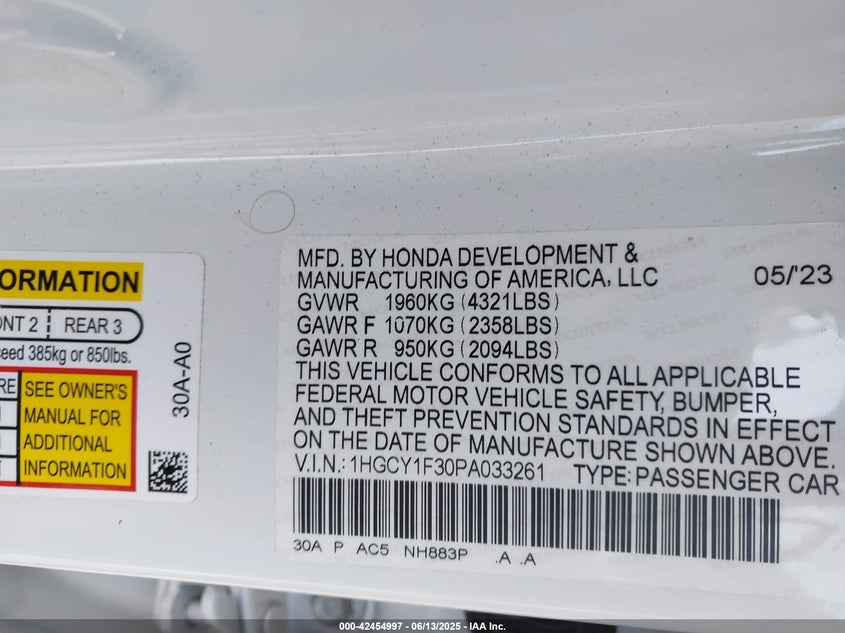 ORMATION
ONT 2 REAR 3
ceed 385kg or 850lbs.
RE
SEE OWNER'S
MANUAL FOR
ADDITIONAL
INFORMATION
30A-A0
MFD. BY HONDA DEVELOPMENT &
MANUFACTURING OF AMERICA, LLC 05/'23
GVWR 1960KG (4321LBS)
GAWR F 1070KG (2358LBS)
GAWR R 950KG (2094LBS)
THIS VEHICLE CONFORMS TO ALL APPLICABLE
FEDERAL MOTOR VEHICLE SAFETY, BUMPER,
AND THEFT PREVENTION STANDARDS IN EFFECT
ON THE DATE OF MANUFACTURE SHOWN ABOVE.
V.I.N.: 1HGCY1F30PA033261 TYPE: PASSENGER CAR
30A P AC5 NH883P .A .A
000-42454997 - 06/13/2025 - IAA Inc.